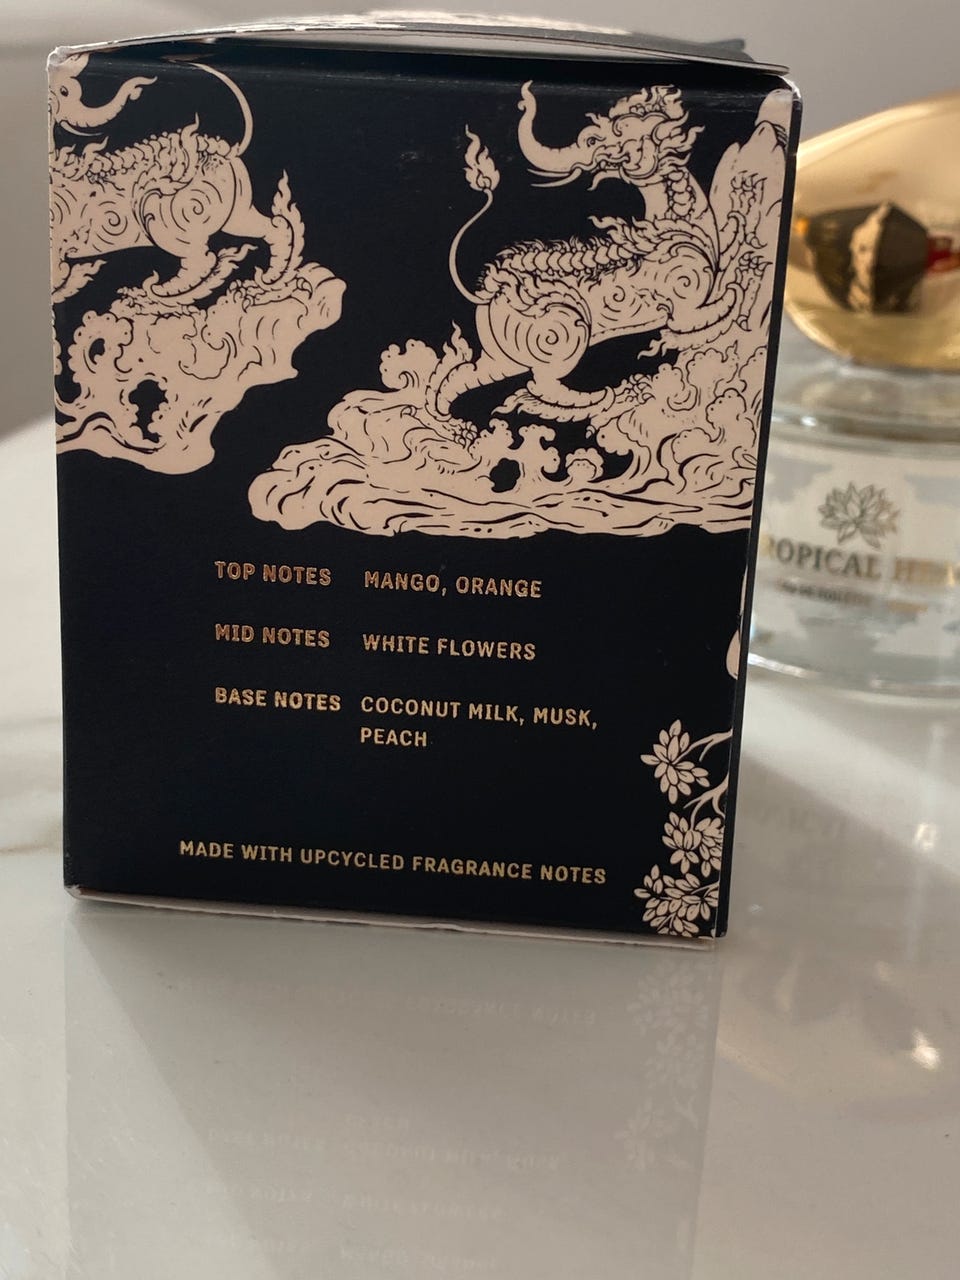 TOP NOTES MANGO, ORANGE
MID NOTES WHITE FLOWERS
BASE NOTES COCONUT MILK, MUSK,
PEACH
MADE WITH UPCYCLED FRAGRANCE NOTES
ROPICAL